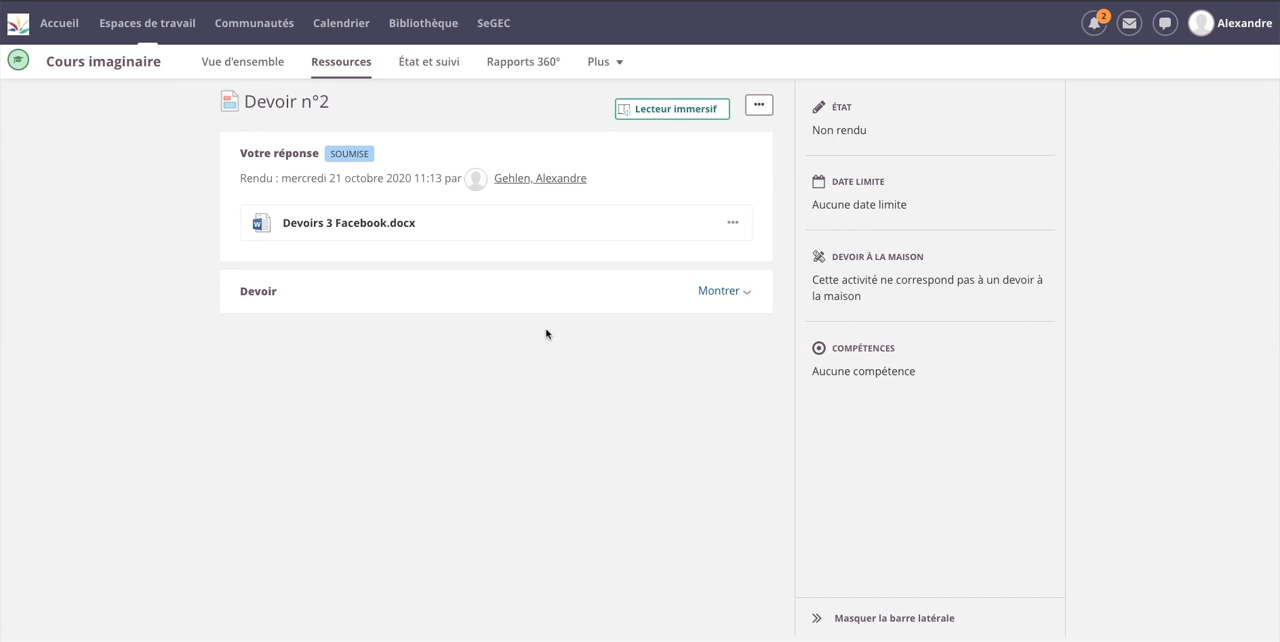 Accueil Espaces de travail Communautés Calendrier Bibliothèque SeGEC 2 Alexandre
Cours imaginaire Vue d'ensemble Ressources État et suivi Rapports 360° Plus
Devoir n°2 Lecteur immersif
Votre réponse SOUMISE
Rendu : mercredi 21 octobre 2020 11:13 par Gehlen, Alexandre
Devoirs 3 Facebook.docx
Devoir Montrer
ÉTAT
Non rendu
DATE LIMITE
Aucune date limite
DEVOIR À LA MAISON
Cette activité ne correspond pas à un devoir à
la maison
COMPÉTENCES
Aucune compétence
Masquer la barre latérale